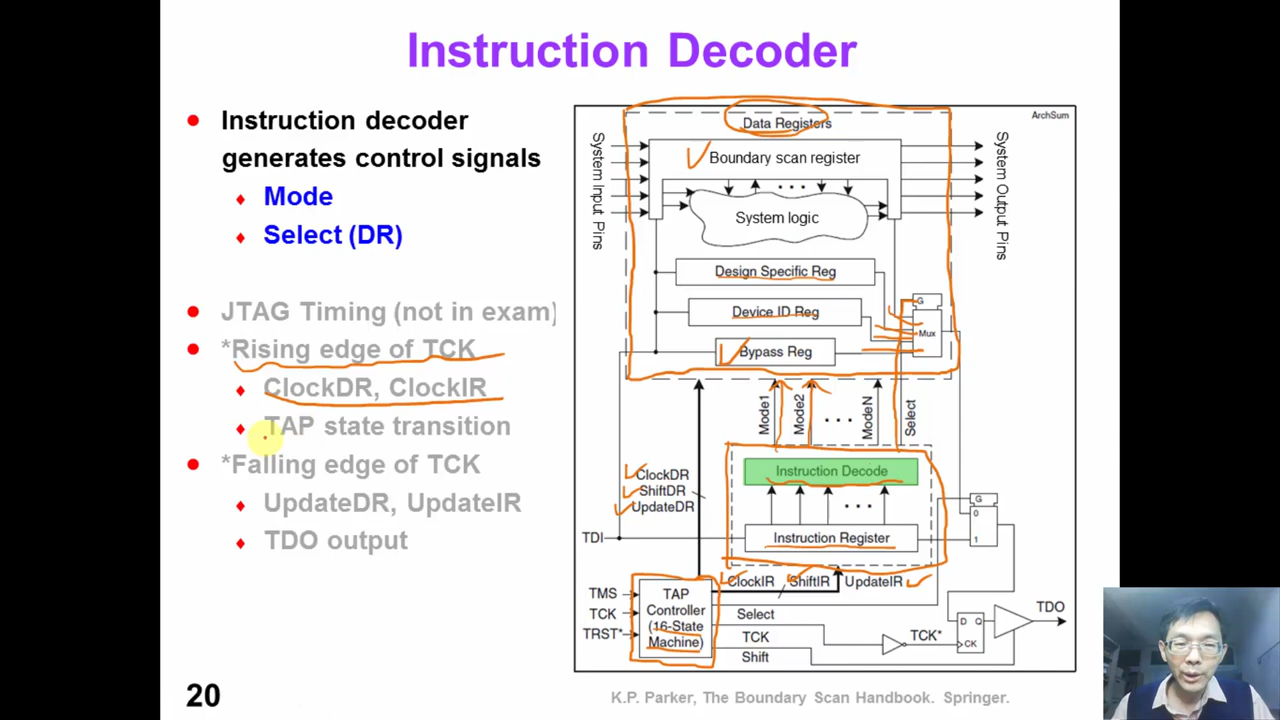 Instruction Decoder
Instruction decoder
generates control signals
Mode
Select (DR)
JTAG Timing (not in exam)
*Rising edge of TCK
ClockDR, ClockIR
TAP state transition
*Falling edge of TCK
UpdateDR, UpdateIR
TDO output
20
ArchSum
Data Registers
System Input Pins
Boundary scan register
System Output Pins
System logic
Design Specific Reg
Device ID Reg
G
Mux
Bypass Reg
Mode1
Mode2
ModeN
Select
Instruction Decode
ClockDR
ShiftDR
UpdateDR
G
0
1
TDI
Instruction Register
ClockIR ShiftIR UpdateIR
TMS
TCK
TRST*
TAP
Controller
(16-State
Machine)
Select
TCK
Shift
TCK*
D Q
CK
TDO
K.P. Parker, The Boundary Scan Handbook. Springer.